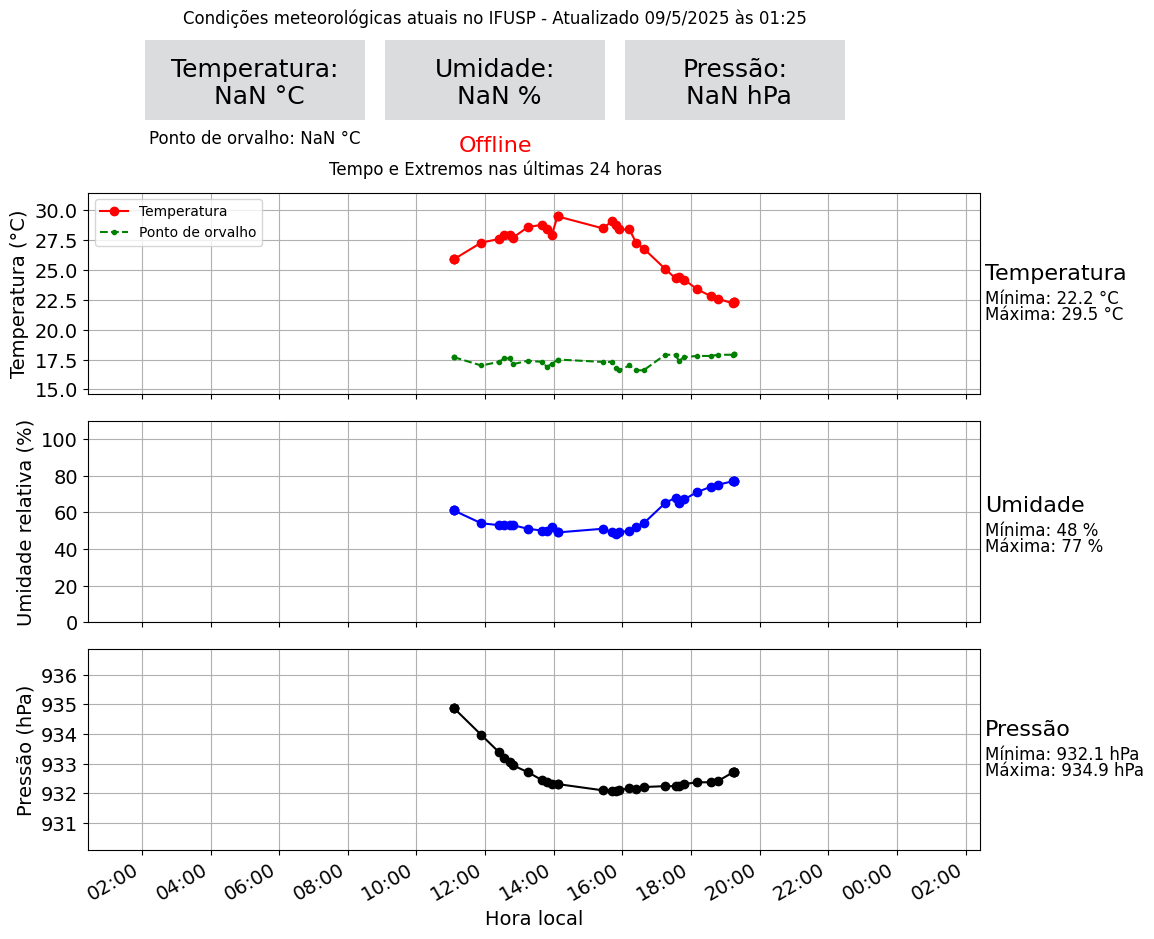 Condições meteorológicas atuais no IFUSP - Atualizado 09/5/2025 às 01:25
Temperatura:
NaN °C
Umidade:
NaN %
Pressão:
NaN hPa
Ponto de orvalho: NaN °C
Offline
Tempo e Extremos nas últimas 24 horas
Temperatura (°C)
30.0
27.5
25.0
22.5
20.0
17.5
15.0
Temperatura
Ponto de orvalho
Temperatura
Mínima: 22.2 °C
Máxima: 29.5 °C
Umidade relativa (%)
100
80
60
40
20
0
Umidade
Mínima: 48 %
Máxima: 77 %
Pressão (hPa)
936
935
934
933
932
931
Pressão
Mínima: 932.1 hPa
Máxima: 934.9 hPa
02:00 04:00 06:00 08:00 10:00 12:00 14:00 16:00 18:00 20:00 22:00 00:00 02:00
Hora local